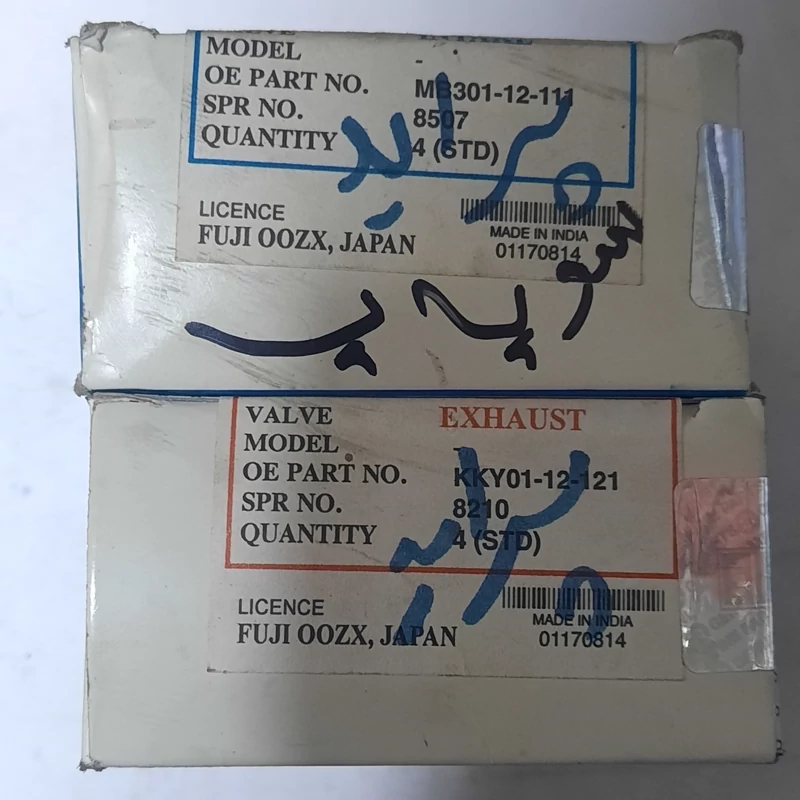 MODEL -
OE PART NO. MB301-12-111
SPR NO. 8507
QUANTITY 4 (STD)
پراید
LICENCE
FUJI OOZX, JAPAN
MADE IN INDIA
01170814
VALVE EXHAUST
MODEL -
OE PART NO. KKY01-12-121
SPR NO. 8210
QUANTITY 4 (STD)
پراید
LICENCE
FUJI OOZX, JAPAN
MADE IN INDIA
01170814